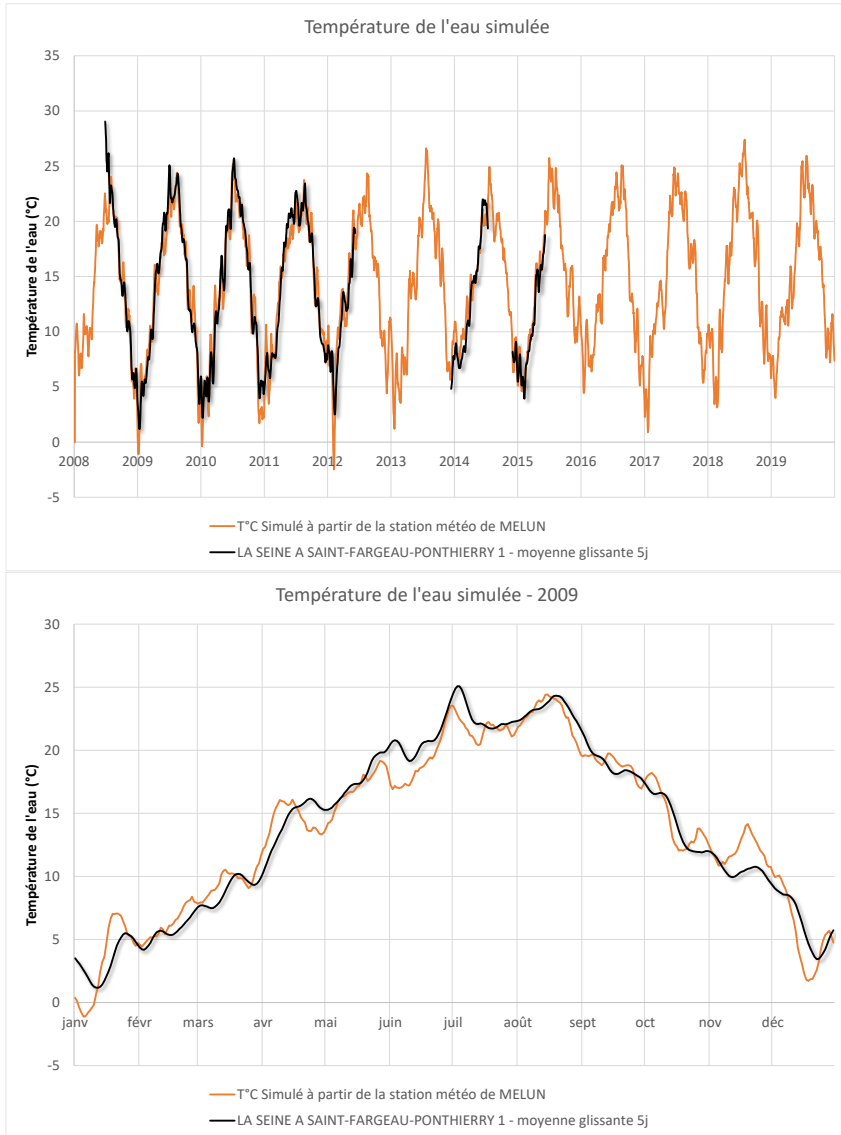 Température de l'eau simulée
35
30
25
20
15
10
5
0
-5
Température de l'eau (°C)
2008 2009 2010 2011 2012 2013 2014 2015 2016 2017 2018 2019
T°C Simulé à partir de la station météo de MELUN
LA SEINE A SAINT-FARGEAU-PONTHIERRY 1 - moyenne glissante 5j
Température de l'eau simulée - 2009
30
25
20
15
10
5
0
-5
Température de l'eau (°C)
janv févr mars avr mai juin juil août sept oct nov déc
T°C Simulé à partir de la station météo de MELUN
LA SEINE A SAINT-FARGEAU-PONTHIERRY 1 - moyenne glissante 5j